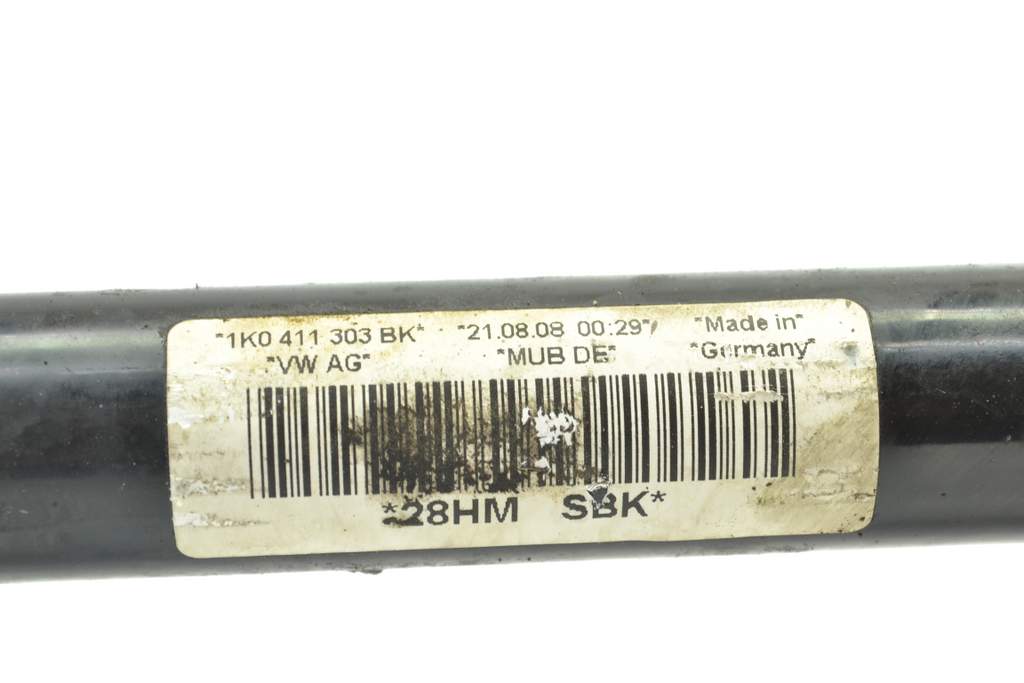 *1K0 411 303 BK* *21.08.08 00:29* *Made in*
*VW AG* *MUB DE* *Germany*
*28HM SBK*